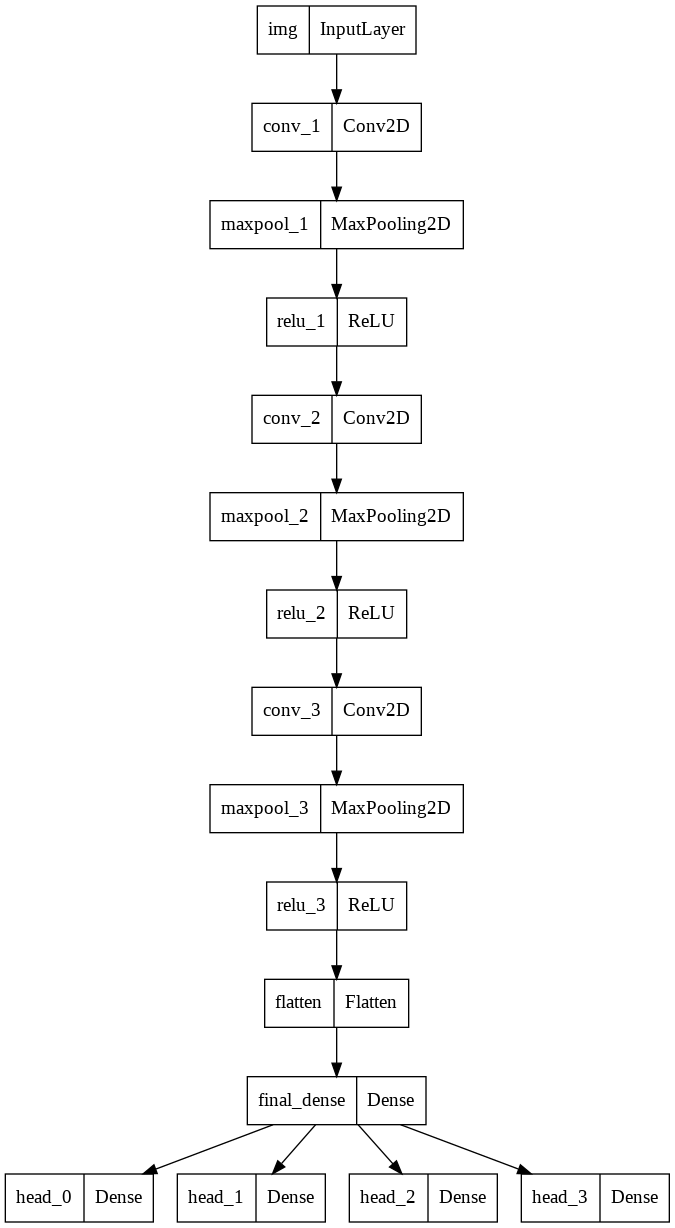 img InputLayer
conv_1 Conv2D
maxpool_1 MaxPooling2D
relu_1 ReLU
conv_2 Conv2D
maxpool_2 MaxPooling2D
relu_2 ReLU
conv_3 Conv2D
maxpool_3 MaxPooling2D
relu_3 ReLU
flatten Flatten
final_dense Dense
head_0 Dense head_1 Dense head_2 Dense head_3 Dense